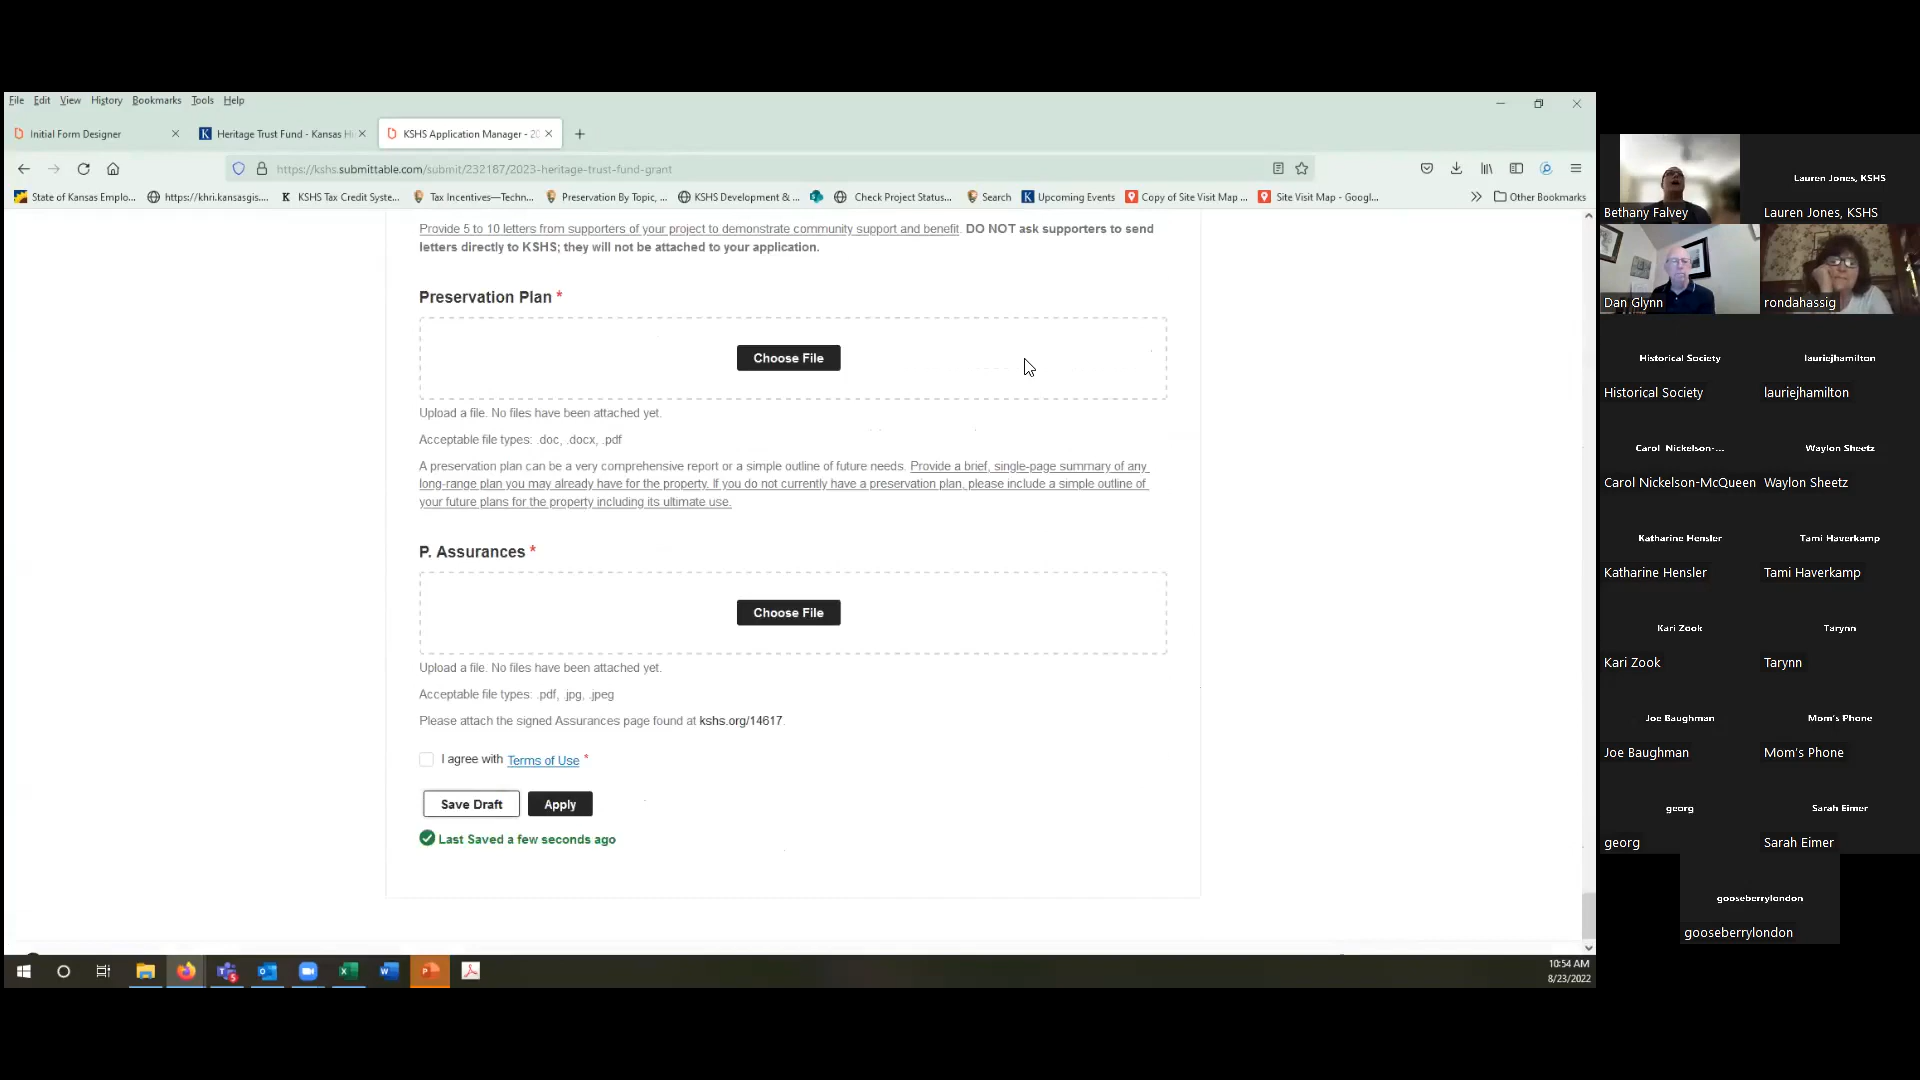 File Edit View History Bookmarks Tools Help
Initial Form Designer
Heritage Trust Fund - Kansas Hi
KSHS Application Manager - 20
https://kshs.submittable.com/submit/232187/2023-heritage-trust-fund-grant
State of Kansas Emplo... https://khri.kansasgis.... KSHS Tax Credit Syste... Tax Incentives—Techn... Preservation By Topic, ... KSHS Development & ... Check Project Status... Search Upcoming Events Copy of Site Visit Map ... Site Visit Map - Googl... Other Bookmarks
Provide 5 to 10 letters from supporters of your project to demonstrate community support and benefit. DO NOT ask supporters to send
letters directly to KSHS; they will not be attached to your application.
Preservation Plan *
Choose File
Upload a file. No files have been attached yet.
Acceptable file types: .doc, .docx, .pdf
A preservation plan can be a very comprehensive report or a simple outline of future needs. Provide a brief, single-page summary of any
long-range plan you may already have for the property. If you do not currently have a preservation plan, please include a simple outline of
your future plans for the property including its ultimate use.
P. Assurances *
Choose File
Upload a file. No files have been attached yet.
Acceptable file types: .pdf, .jpg, .jpeg
Please attach the signed Assurances page found at kshs.org/14617.
I agree with Terms of Use *
Save Draft Apply
Last Saved a few seconds ago
10:54 AM
8/23/2022
Lauren Jones, KSHS
Bethany Falvey Lauren Jones, KSHS
Dan Glynn rondahassig
Historical Society lauriejhamilton
Historical Society lauriejhamilton
Carol Nickelson-... Waylon Sheetz
Carol Nickelson-McQueen Waylon Sheetz
Katharine Hensler Tami Haverkamp
Katharine Hensler Tami Haverkamp
Kari Zook Tarynn
Kari Zook Tarynn
Joe Baughman Mom's Phone
Joe Baughman Mom's Phone
georg Sarah Eimer
georg Sarah Eimer
gooseberrylondon
gooseberrylondon